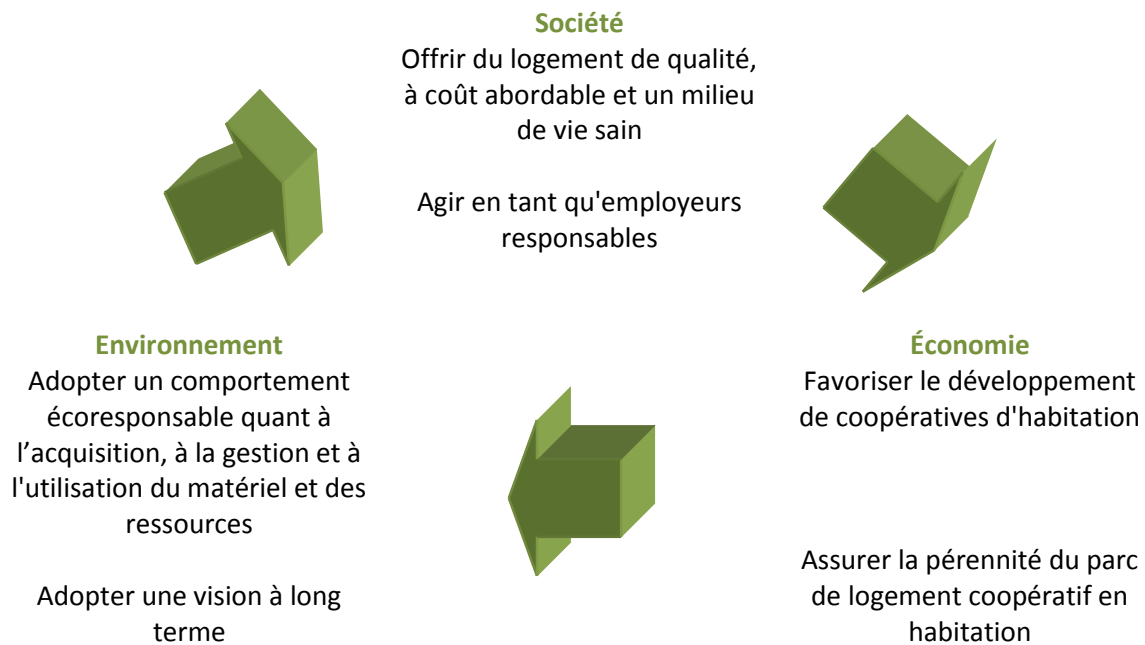 Société
Offrir du logement de qualité,
à coût abordable et un milieu
de vie sain
Agir en tant qu'employeurs
responsables
Environnement
Adopter un comportement
écoresponsable quant à
l’acquisition, à la gestion et à
l'utilisation du matériel et des
ressources
Adopter une vision à long
terme
Économie
Favoriser le développement
de coopératives d'habitation
Assurer la pérennité du parc
de logement coopératif en
habitation